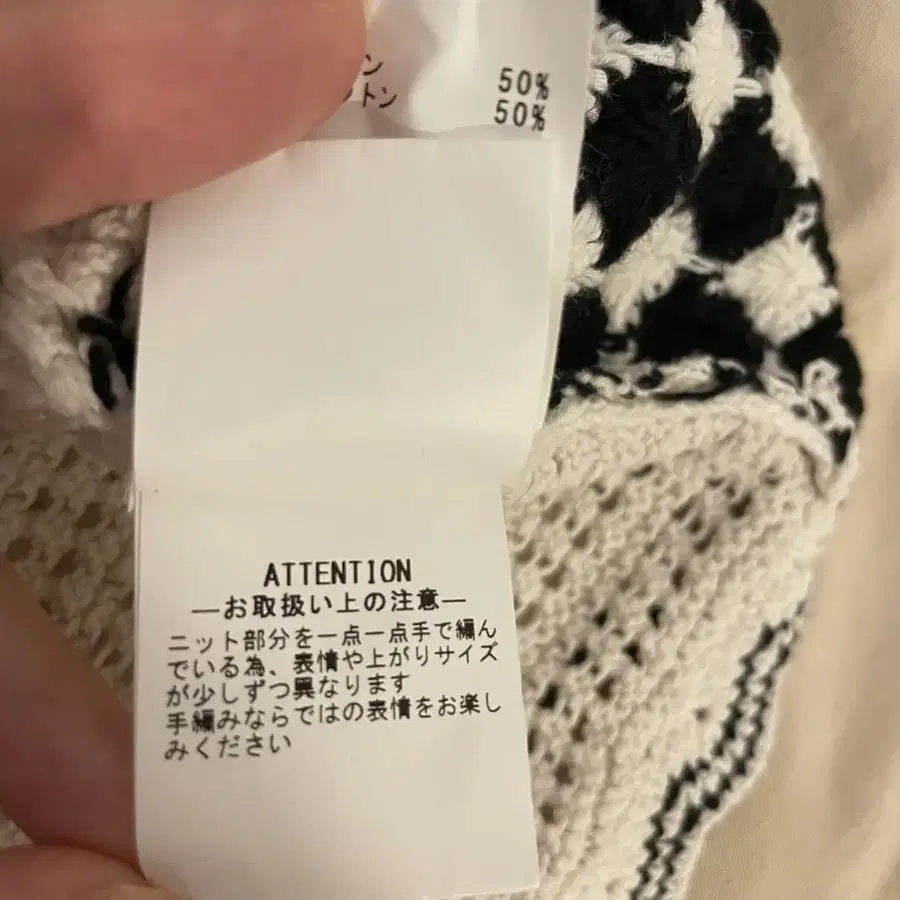 ン 50%
トン 50%
ATTENTION
―お取扱い上の注意―
ニット部分を一点一点手で編ん
でいる為、表情や上がりサイズ
が少しずつ異なります
手編みならではの表情をお楽し
みください